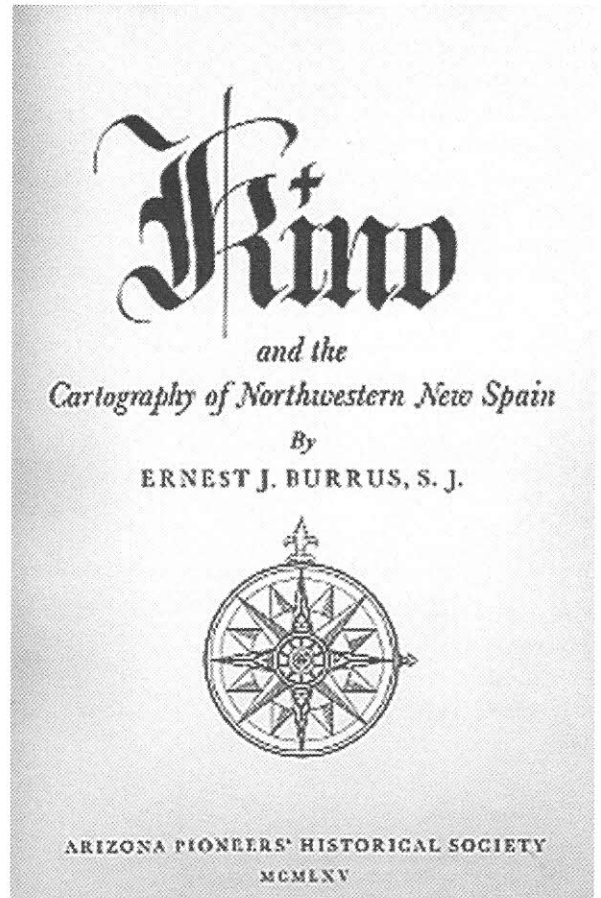 Kino
and the
Cartography of Northwestern New Spain
By
ERNEST J. BURRUS, S. J.
ARIZONA PIONEERS' HISTORICAL SOCIETY
MCMLXV